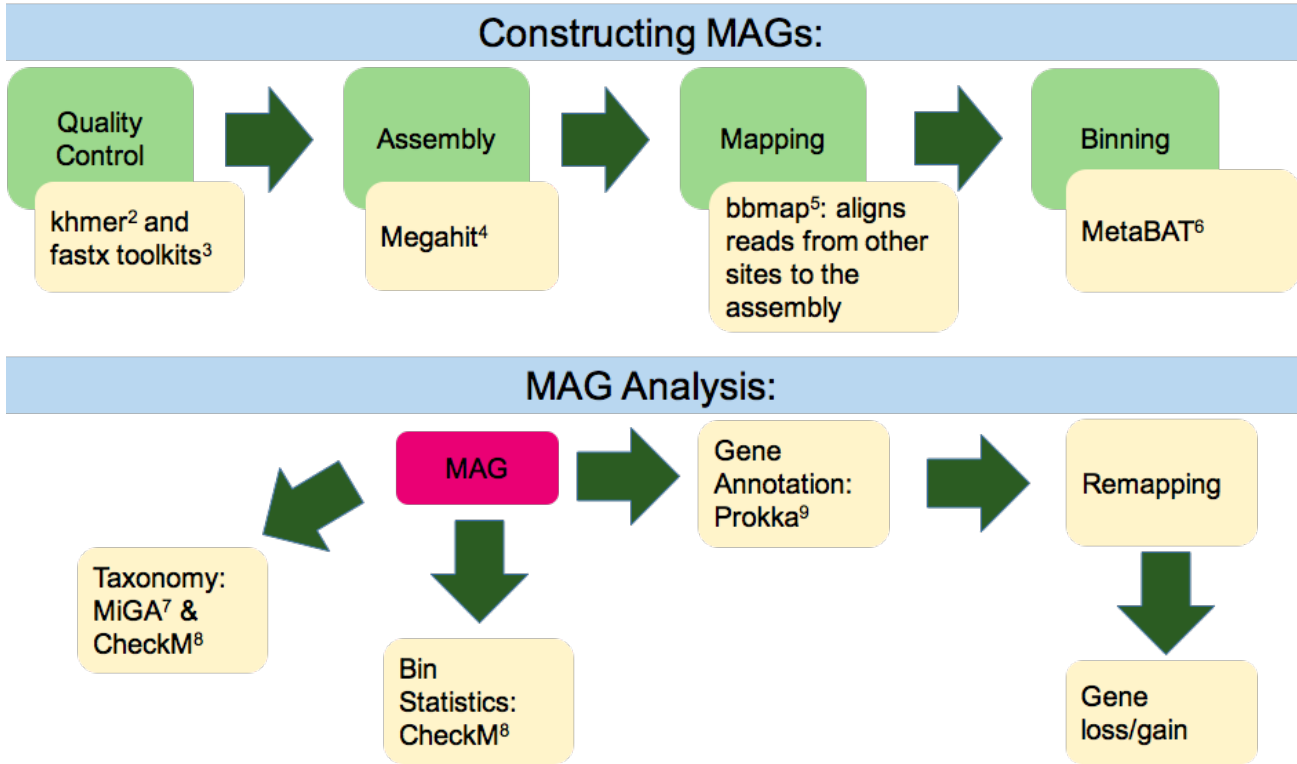 Constructing MAGs:
Quality
Control
khmer² and
fastx toolkits³
Assembly
Megahit⁴
Mapping
bbmap⁵: aligns
reads from other
sites to the
assembly
Binning
MetaBAT⁶
MAG Analysis:
MAG
Taxonomy:
MiGA⁷ &
CheckM⁸
Bin
Statistics:
CheckM⁸
Gene
Annotation:
Prokka⁹
Remapping
Gene
loss/gain